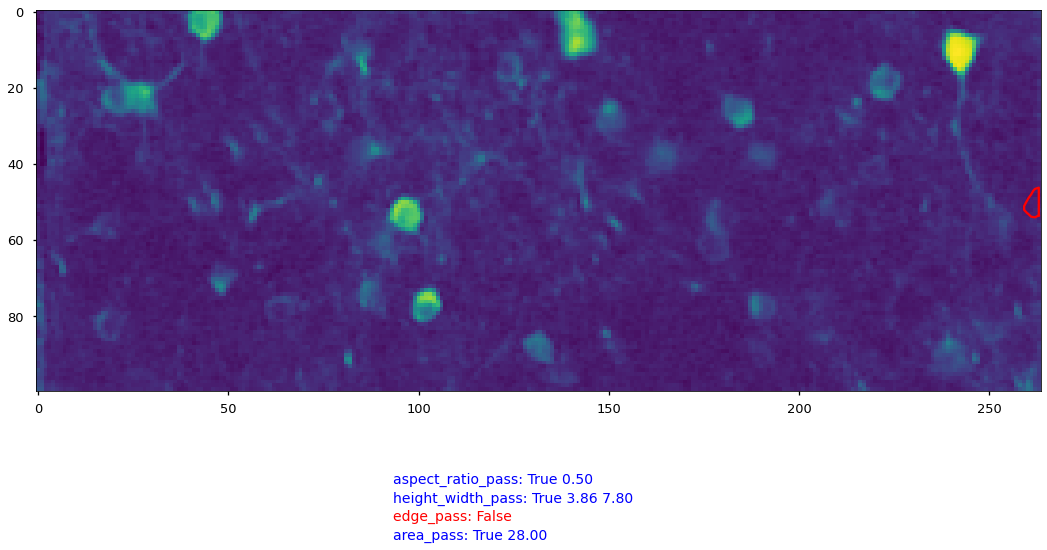 0
20
40
60
80
0 50 100 150 200 250
aspect_ratio_pass: True 0.50
height_width_pass: True 3.86 7.80
edge_pass: False
area_pass: True 28.00